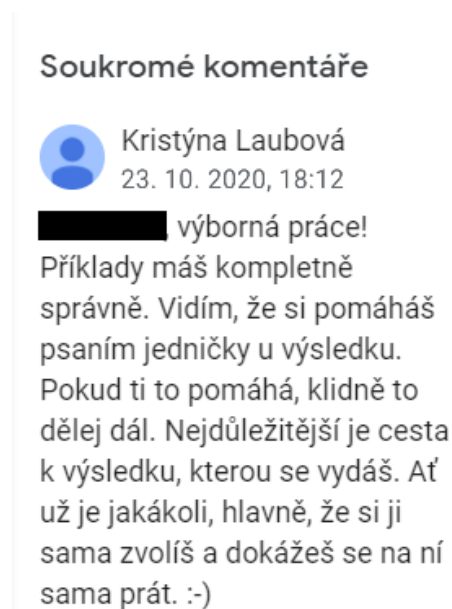 Soukromé komentáře
Kristýna Laubová
23. 10. 2020, 18:12
, výborná práce!
Příklady máš kompletně
správně. Vidím, že si pomáháš
psaním jedničky u výsledku.
Pokud ti to pomáhá, klidně to
dělej dál. Nejdůležitější je cesta
k výsledku, kterou se vydáš. Ať
už je jakákoli, hlavně, že si ji
sama zvolíš a dokážeš se na ní
sama prát. :-)